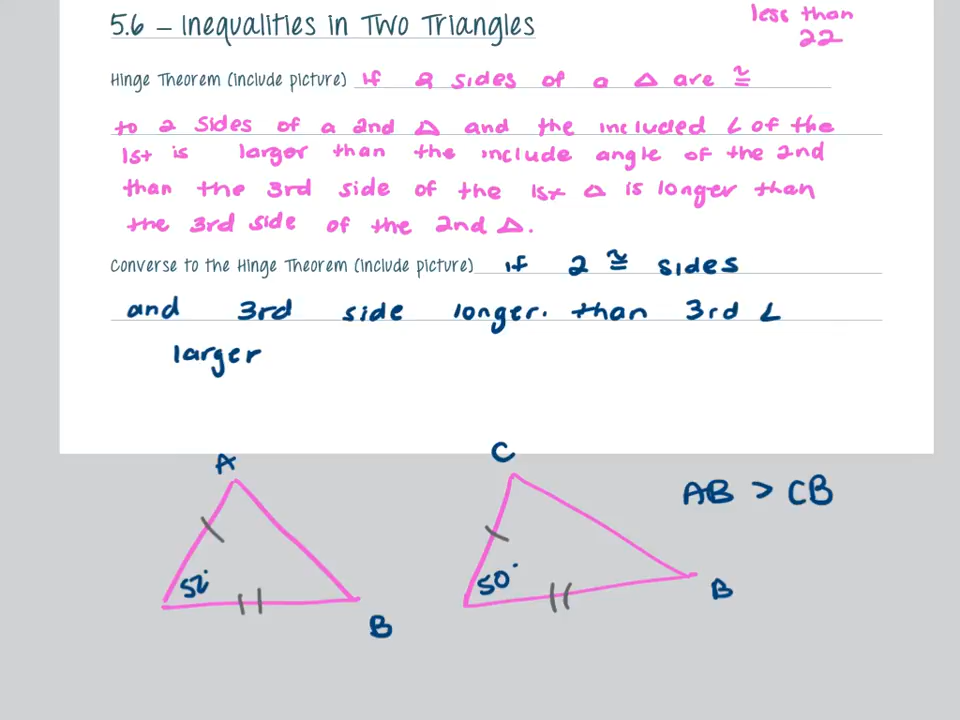 5.6 – Inequalities in Two Triangles
less than
22
Hinge Theorem (include picture) if 2 sides of a Δ are ≅
to 2 sides of a 2nd Δ and the included ∠ of the
1st is larger than the include angle of the 2nd
than the 3rd side of the 1st Δ is longer than
the 3rd side of the 2nd Δ.
Converse to the Hinge Theorem (include picture) if 2 ≅ sides
and 3rd side longer. than 3rd ∠
larger
A
C
AB > CB
52°
50°
B
B